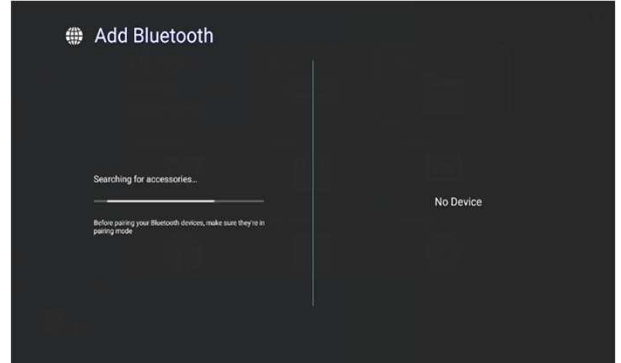 Add Bluetooth
Searching for accessories...
Before pairing your Bluetooth devices, make sure they're in
pairing mode
No Device